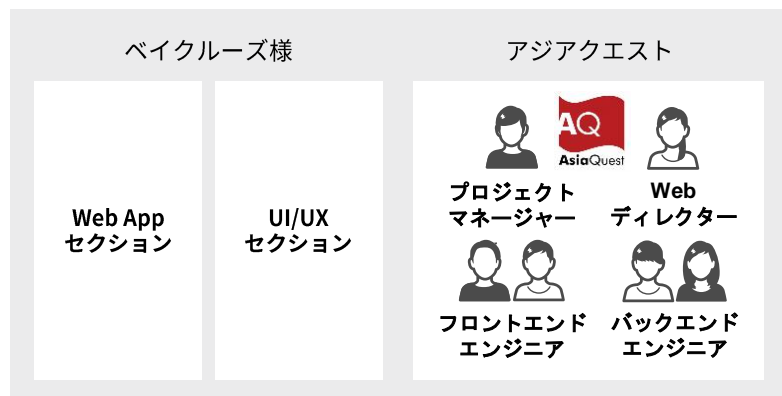 ベイクルーズ様
Web App
セクション
UI/UX
セクション
アジアクエスト
AQ
AsiaQuest
プロジェクト
マネージャー
Web
ディレクター
フロントエンド
エンジニア
バックエンド
エンジニア